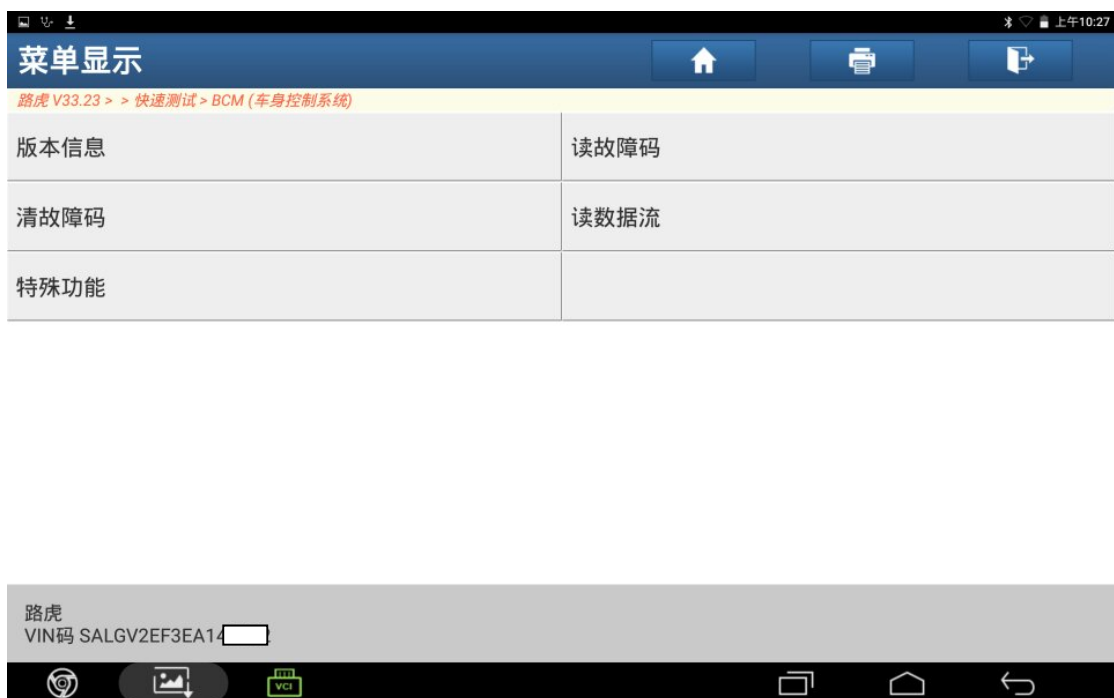 上午10:27
菜单显示
路虎 V33.23 > > 快速测试 > BCM (车身控制系统)
版本信息
读故障码
清故障码
读数据流
特殊功能
路虎
VIN码 SALGV2EF3EA14
VCI